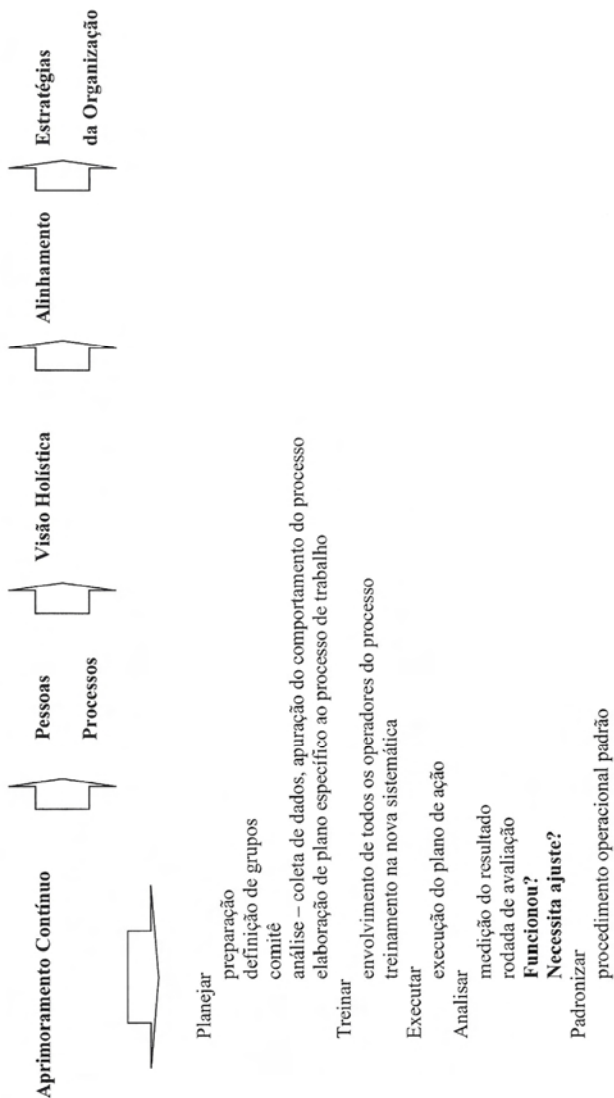 Aprimoramento Contínuo
Pessoas
Processos
Visão Holística
Alinhamento
Estratégias
da Organização
Planejar
preparação
definição de grupos
comitê
análise – coleta de dados, apuração do comportamento do processo
elaboração de plano específico ao processo de trabalho
Treinar
envolvimento de todos os operadores do processo
treinamento na nova sistemática
Executar
execução do plano de ação
Analisar
medição do resultado
rodada de avaliação
Funcionou?
Necessita ajuste?
Padronizar
procedimento operacional padrão